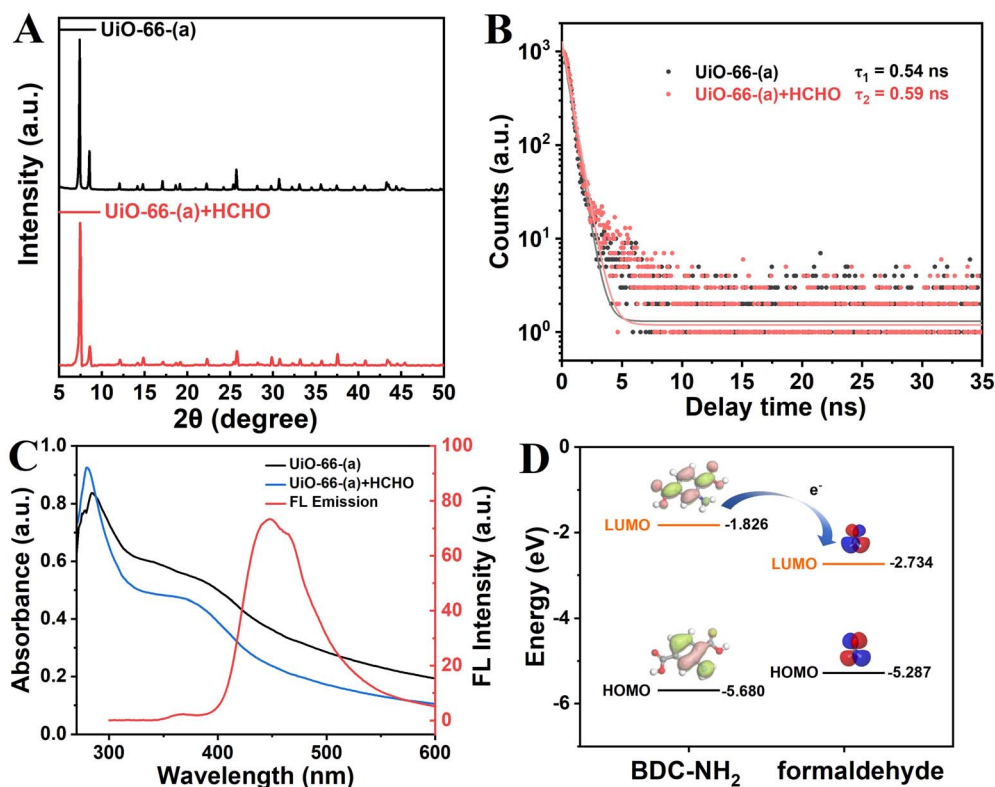 A
UiO-66-(a)
UiO-66-(a)+HCHO
Intensity (a.u.)
5 10 15 20 25 30 35 40 45 50
2θ (degree)
B
UiO-66-(a) τ1 = 0.54 ns
UiO-66-(a)+HCHO τ2 = 0.59 ns
Counts (a.u.)
10³
10²
10¹
10⁰
0 5 10 15 20 25 30 35
Delay time (ns)
C
UiO-66-(a)
UiO-66-(a)+HCHO
FL Emission
Absorbance (a.u.)
1.0
0.8
0.6
0.4
0.2
0.0
FL Intensity (a.u.)
100
80
60
40
20
0
300 400 500 600
Wavelength (nm)
D
Energy (eV)
0
-2
-4
-6
e⁻
LUMO -1.826
LUMO -2.734
HOMO -5.680
HOMO -5.287
BDC-NH₂ formaldehyde